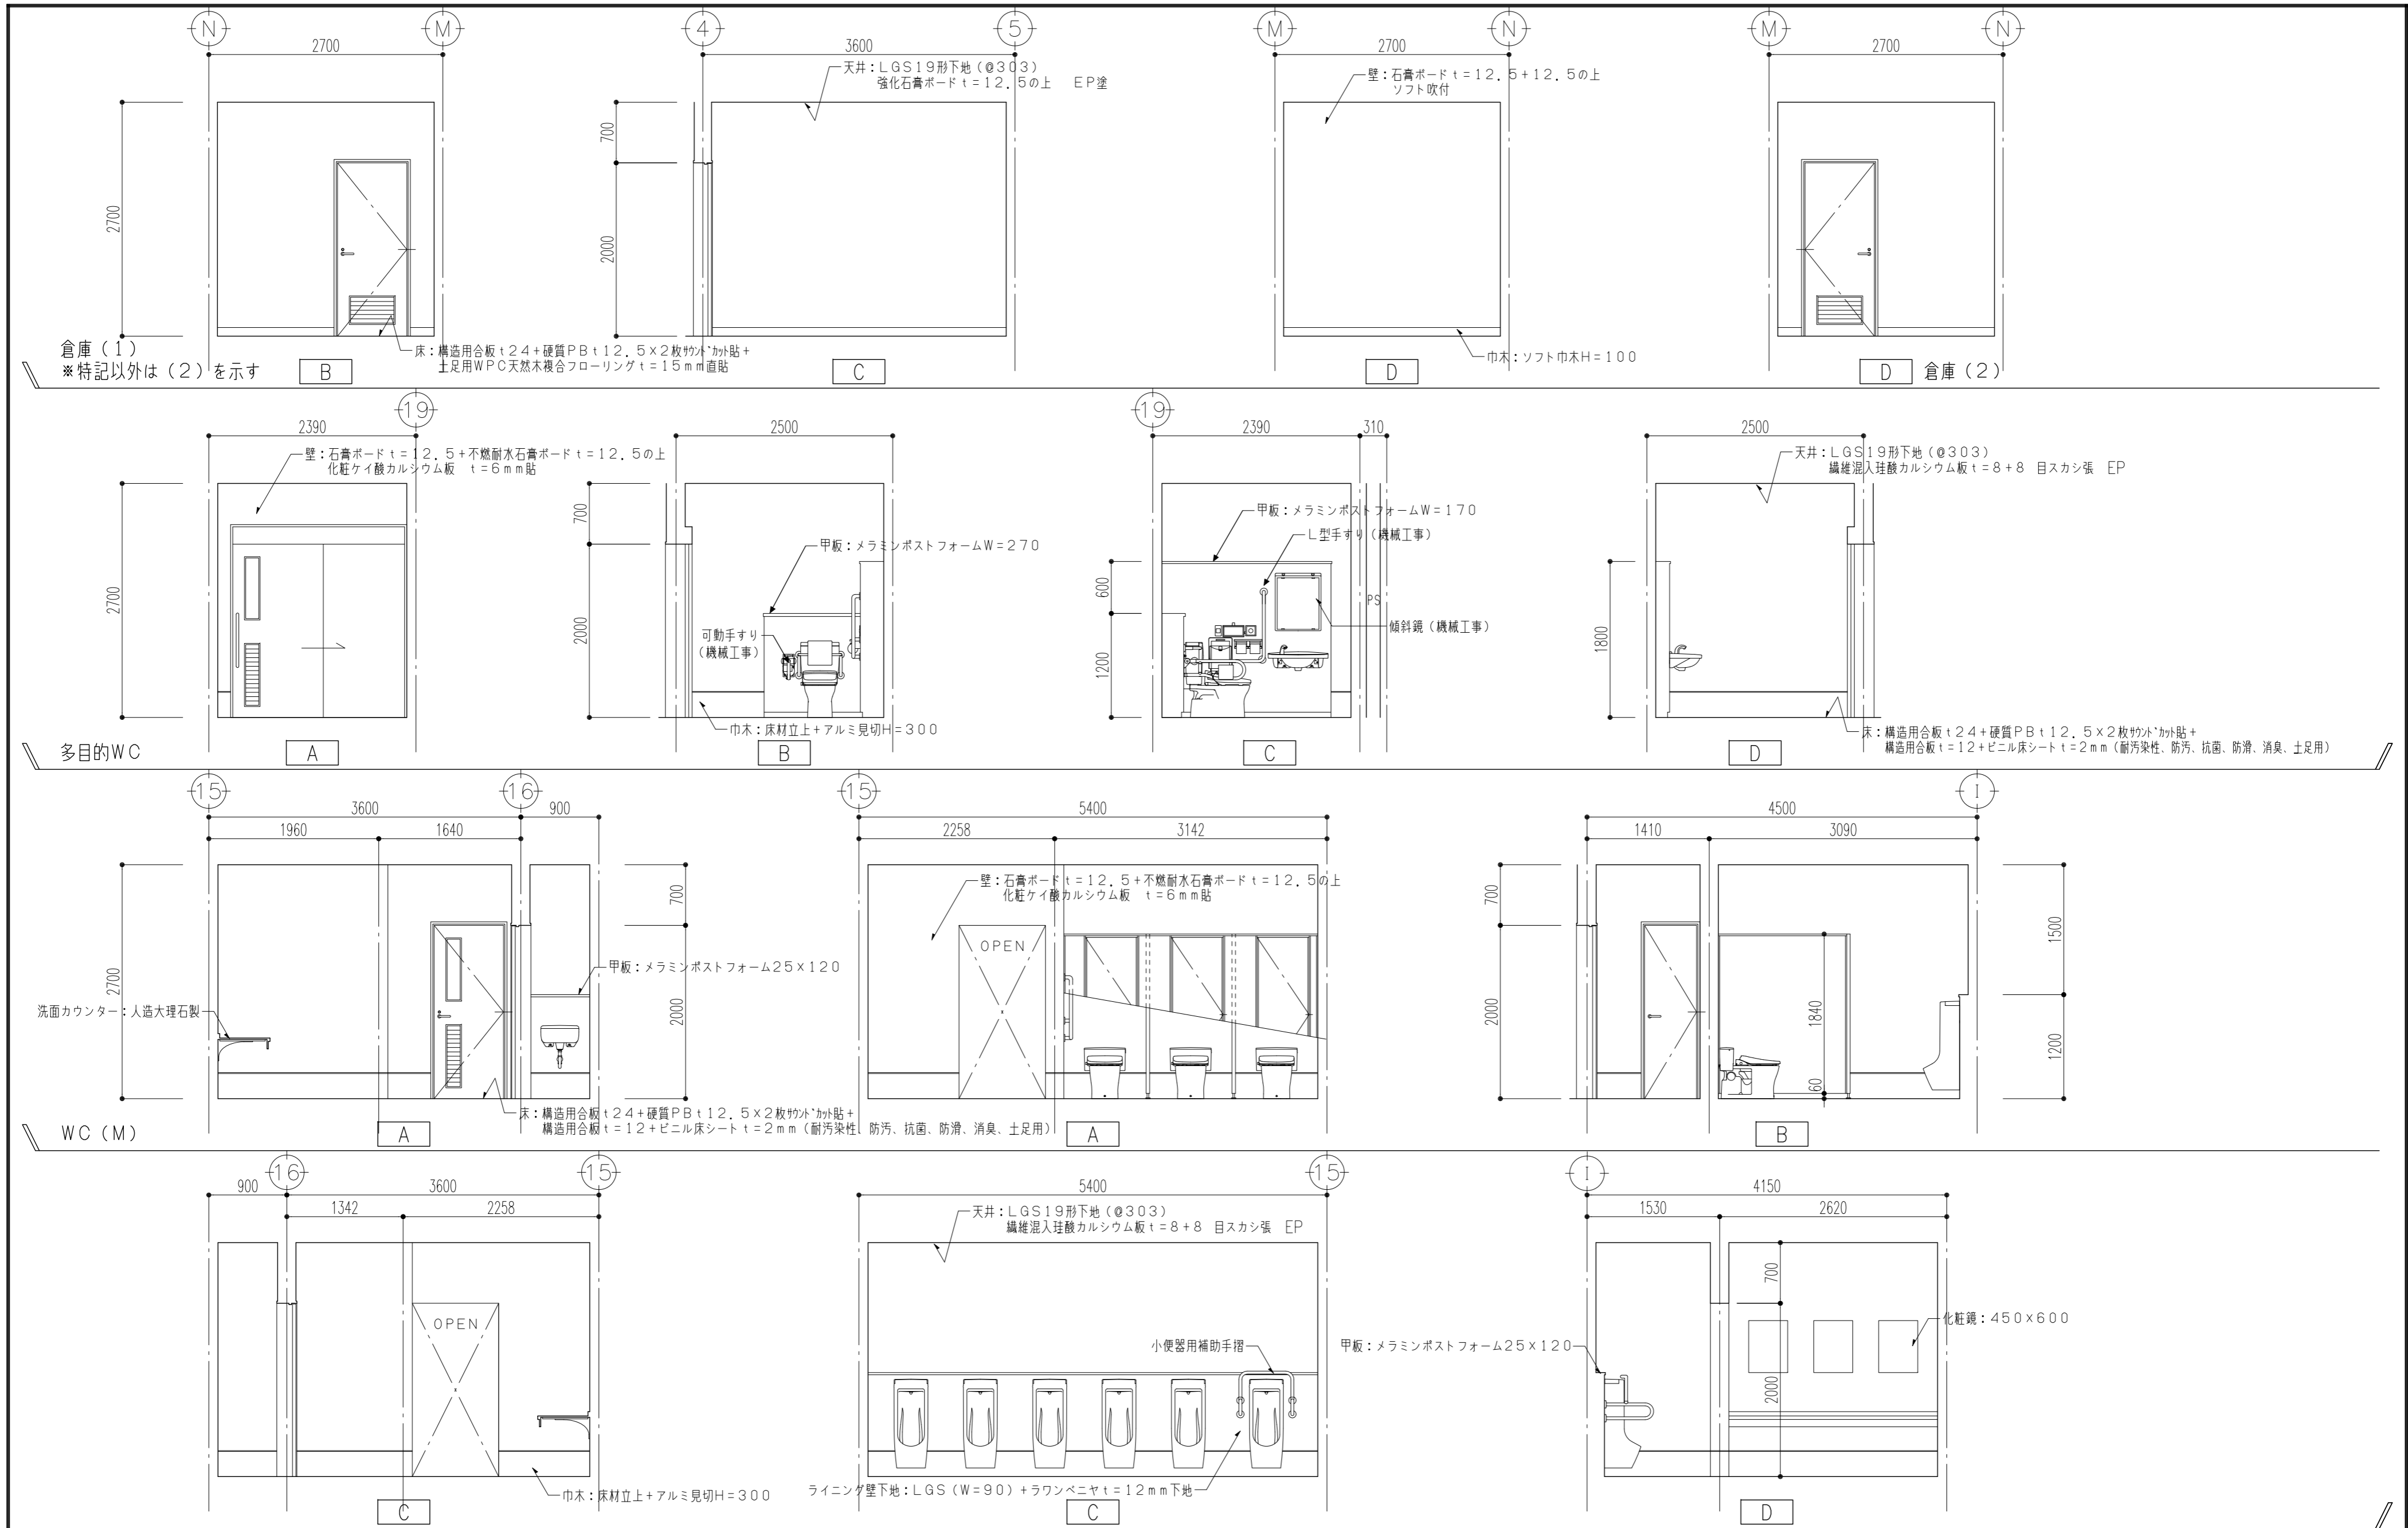 N
M
2700
2700
倉庫（1）
※特記以外は（2）を示す
B
床：構造用合板ｔ24＋硬質ＰＢｔ12．5×2枚ｻｳﾝﾄﾞｶｯﾄ貼＋
土足用ＷＰＣ天然木複合フローリングｔ＝15ｍｍ直貼
4
5
3600
天井：ＬＧＳ19形下地（＠303）
強化石膏ボードｔ＝12．5の上　ＥＰ塗
700
2000
C
M
N
2700
壁：石膏ボードｔ＝12．5＋12．5の上
ソフト吹付
巾木：ソフト巾木Ｈ＝100
D
M
N
2700
D
倉庫（2）
19
2390
壁：石膏ボードｔ＝12．5＋不燃耐水石膏ボードｔ＝12．5の上
化粧ケイ酸カルシウム板　ｔ＝6ｍｍ貼
2700
多目的ＷＣ
A
2500
700
2000
甲板：メラミンポストフォームＷ＝270
可動手すり
（機械工事）
巾木：床材立上＋アルミ見切Ｈ＝300
B
19
2390
310
甲板：メラミンポストフォームＷ＝170
Ｌ型手すり（機械工事）
600
1200
PS
傾斜鏡（機械工事）
C
2500
天井：ＬＧＳ19形下地（＠303）
繊維混入珪酸カルシウム板ｔ＝8＋8　目スカシ張　ＥＰ
1800
床：構造用合板ｔ24＋硬質ＰＢｔ12．5×2枚ｻｳﾝﾄﾞｶｯﾄ貼＋
構造用合板ｔ＝12＋ビニル床シートｔ＝2ｍｍ（耐汚染性、防汚、抗菌、防滑、消臭、土足用）
D
15
16
3600
900
1960
1640
2700
700
2000
甲板：メラミンポストフォーム25×120
洗面カウンター：人造大理石製
床：構造用合板ｔ24＋硬質ＰＢｔ12．5×2枚ｻｳﾝﾄﾞｶｯﾄ貼＋
構造用合板ｔ＝12＋ビニル床シートｔ＝2ｍｍ（耐汚染性、防汚、抗菌、防滑、消臭、土足用）
ＷＣ（Ｍ）
A
15
5400
2258
3142
壁：石膏ボードｔ＝12．5＋不燃耐水石膏ボードｔ＝12．5の上
化粧ケイ酸カルシウム板　ｔ＝6ｍｍ貼
OPEN
A
I
4500
1410
3090
700
2000
1840
60
1500
1200
B
16
15
900
3600
1342
2258
OPEN
巾木：床材立上＋アルミ見切Ｈ＝300
C
15
5400
天井：ＬＧＳ19形下地（＠303）
繊維混入珪酸カルシウム板ｔ＝8＋8　目スカシ張　ＥＰ
小便器用補助手摺
ライニング壁下地：ＬＧＳ（Ｗ＝90）＋ラワンベニヤｔ＝12ｍｍ下地
C
I
4150
1530
2620
700
2000
化粧鏡：450×600
甲板：メラミンポストフォーム25×120
D